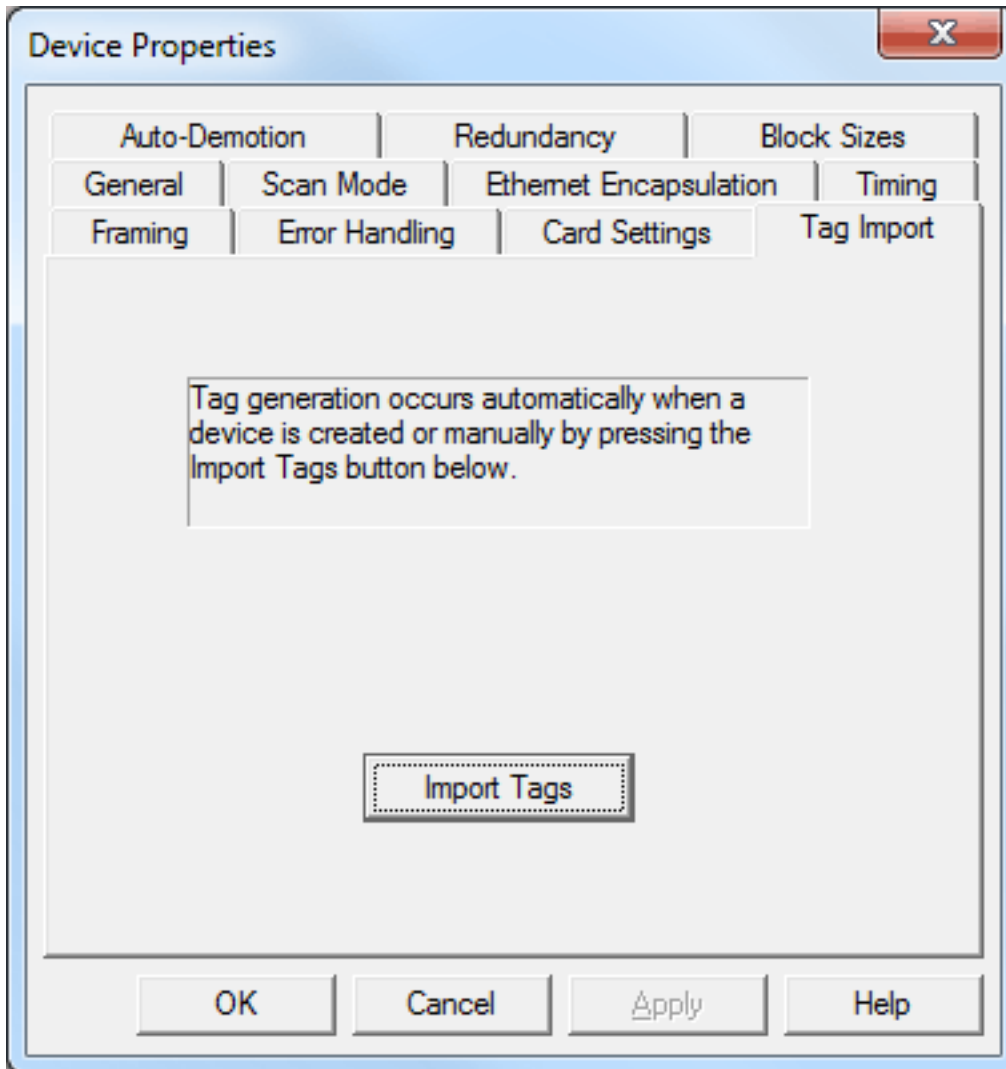 Device Properties
Auto-Demotion Redundancy Block Sizes
General Scan Mode Ethernet Encapsulation Timing
Framing Error Handling Card Settings Tag Import
Tag generation occurs automatically when a
device is created or manually by pressing the
Import Tags button below.
Import Tags
OK Cancel Apply Help